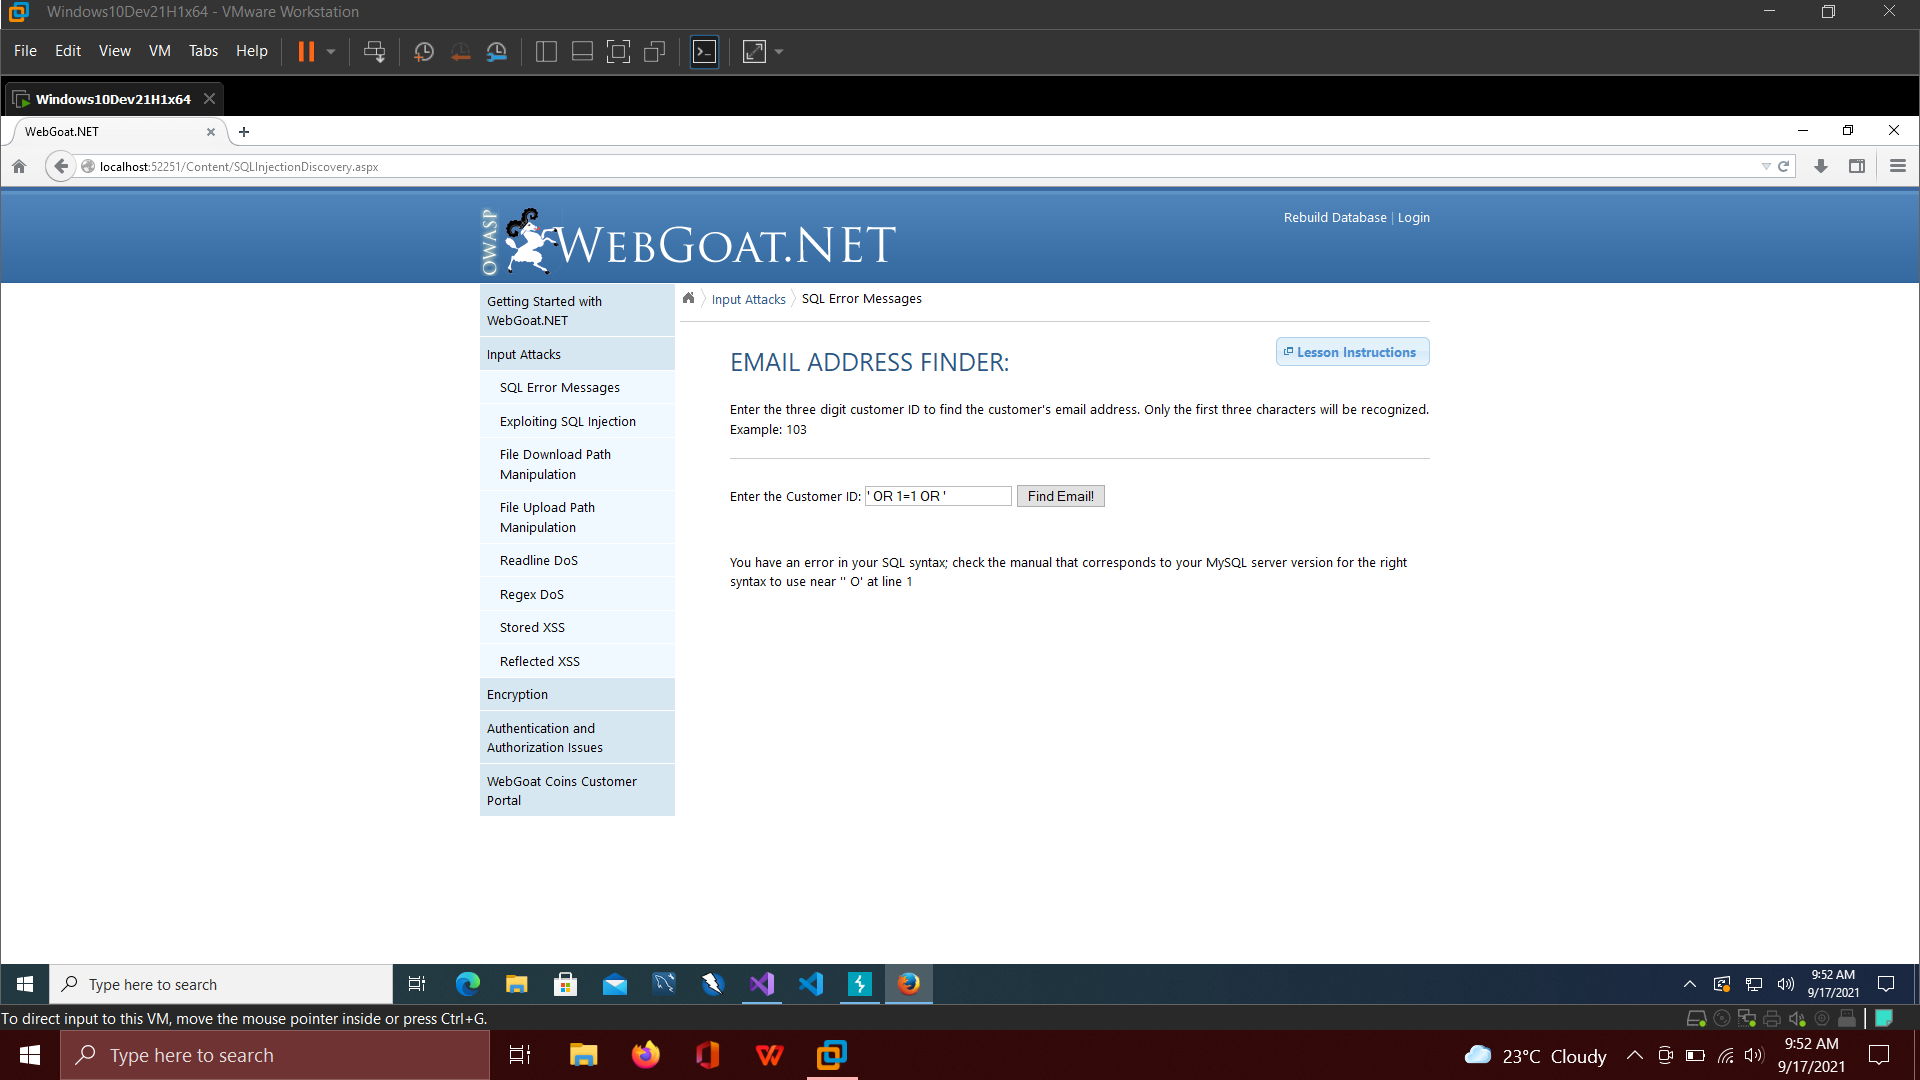 Windows10Dev21H1x64 - VMware Workstation
File Edit View VM Tabs Help
Windows10Dev21H1x64
WebGoat.NET
localhost:52251/Content/SQLInjectionDiscovery.aspx
OWASP WEBGOAT.NET
Rebuild Database | Login
Getting Started with
WebGoat.NET
Input Attacks
SQL Error Messages
Exploiting SQL Injection
File Download Path
Manipulation
File Upload Path
Manipulation
Readline DoS
Regex DoS
Stored XSS
Reflected XSS
Encryption
Authentication and
Authorization Issues
WebGoat Coins Customer
Portal
Input Attacks SQL Error Messages
Lesson Instructions
EMAIL ADDRESS FINDER:
Enter the three digit customer ID to find the customer's email address. Only the first three characters will be recognized.
Example: 103
Enter the Customer ID: ' OR 1=1 OR ' Find Email!
You have an error in your SQL syntax; check the manual that corresponds to your MySQL server version for the right
syntax to use near '' O' at line 1
Type here to search
9:52 AM
9/17/2021
To direct input to this VM, move the mouse pointer inside or press Ctrl+G.
Type here to search
23°C Cloudy
9:52 AM
9/17/2021